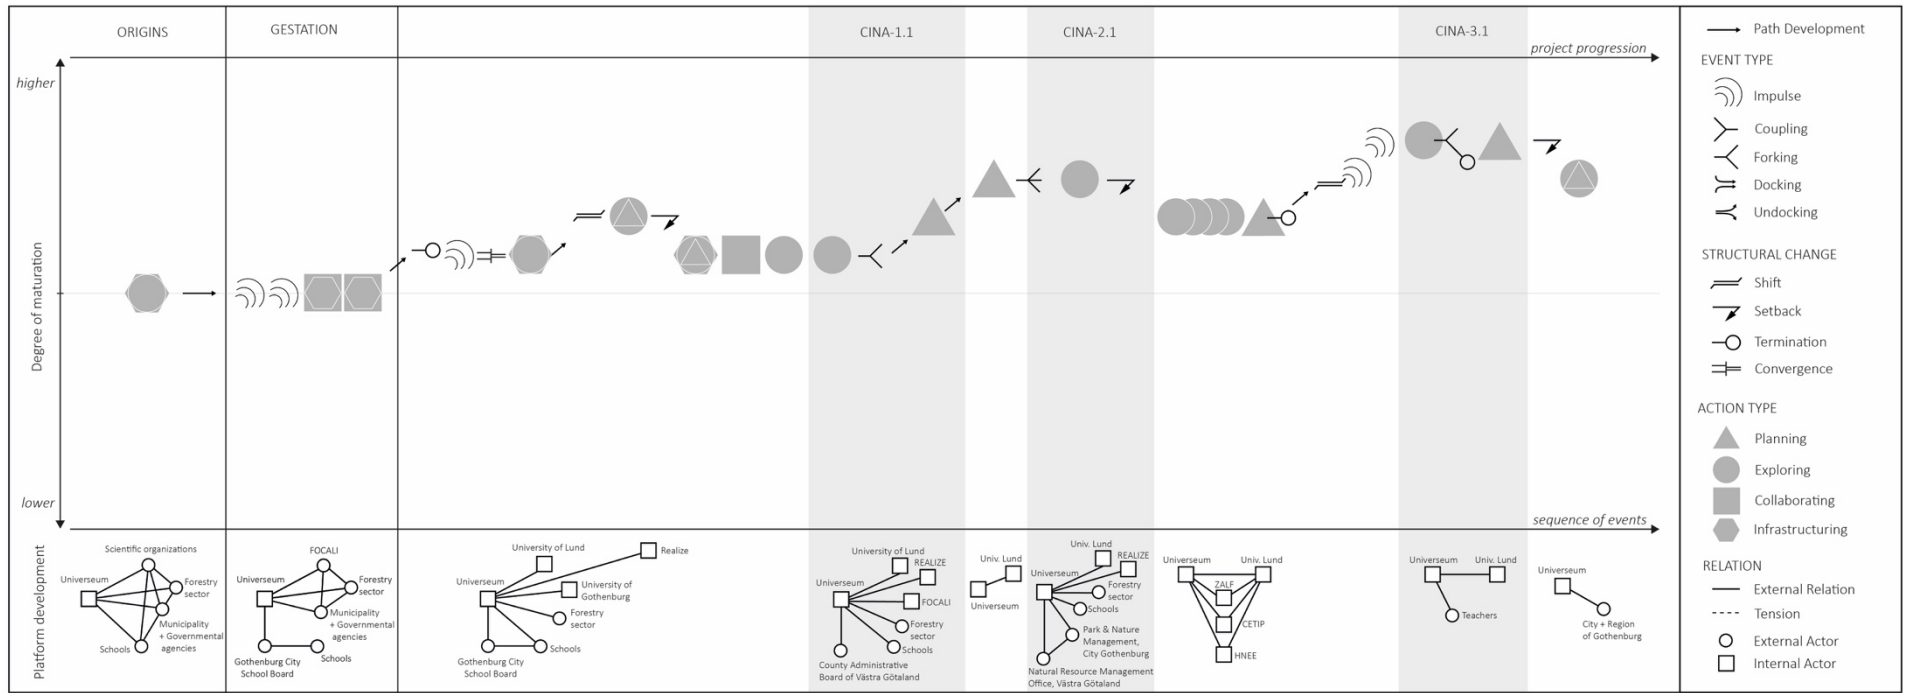 ORIGINS
GESTATION
CINA-1.1
CINA-2.1
CINA-3.1
project progression
higher
Degree of maturation
lower
sequence of events
Platform development
Scientific organizations
Universeum
Forestry
sector
Municipality
+ Governmental
agencies
Schools
FOCALI
Universeum
Forestry
sector
Municipality
+ Governmental
agencies
Gothenburg City
School Board
Schools
University of Lund
Realize
Universeum
University of
Gothenburg
Forestry
sector
Gothenburg City
School Board
Schools
University of Lund
REALIZE
Universeum
FOCALI
Forestry
sector
Schools
County Administrative
Board of Västra Götaland
Univ. Lund
Universeum
Univ. Lund
REALIZE
Universeum
Forestry
sector
Schools
Park & Nature
Management,
City Gothenburg
Natural Resource Management
Office, Västra Götaland
Universeum
Univ. Lund
ZALF
CETIP
HNEE
Universeum
Univ. Lund
Teachers
Universeum
City + Region
of Gothenburg
Path Development
EVENT TYPE
Impulse
Coupling
Forking
Docking
Undocking
STRUCTURAL CHANGE
Shift
Setback
Termination
Convergence
ACTION TYPE
Planning
Exploring
Collaborating
Infrastructuring
RELATION
External Relation
Tension
External Actor
Internal Actor